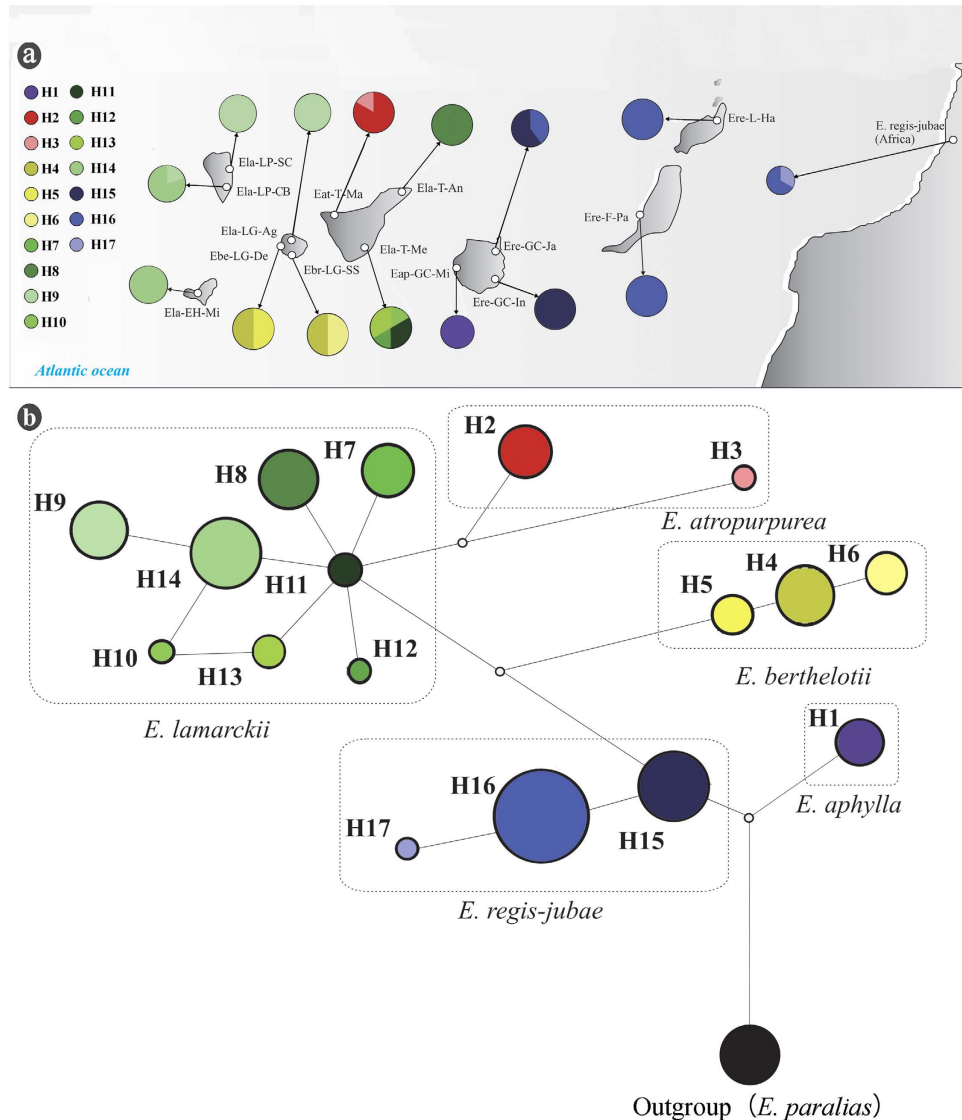 a
H1 H11
H2 H12
H3 H13
H4 H14
H5 H15
H6 H16
H7 H17
H8
H9
H10
Ela-LP-SC
Ela-LP-CB
Ela-EH-Mi
Ela-LG-Ag
Ebe-LG-De
Ebr-LG-SS
Eat-T-Ma
Ela-T-An
Ela-T-Me
Eap-GC-Mi
Ere-GC-Ja
Ere-GC-In
Ere-F-Pa
Ere-L-Ha
E. regis-jubae
(Africa)
Atlantic ocean
b
H9
H8
H7
H14
H11
H10
H13
H12
E. lamarckii
H2
H3
E. atropurpurea
H5
H4
H6
E. berthelotii
H1
E. aphylla
H17
H16
H15
E. regis-jubae
Outgroup (E. paralias)